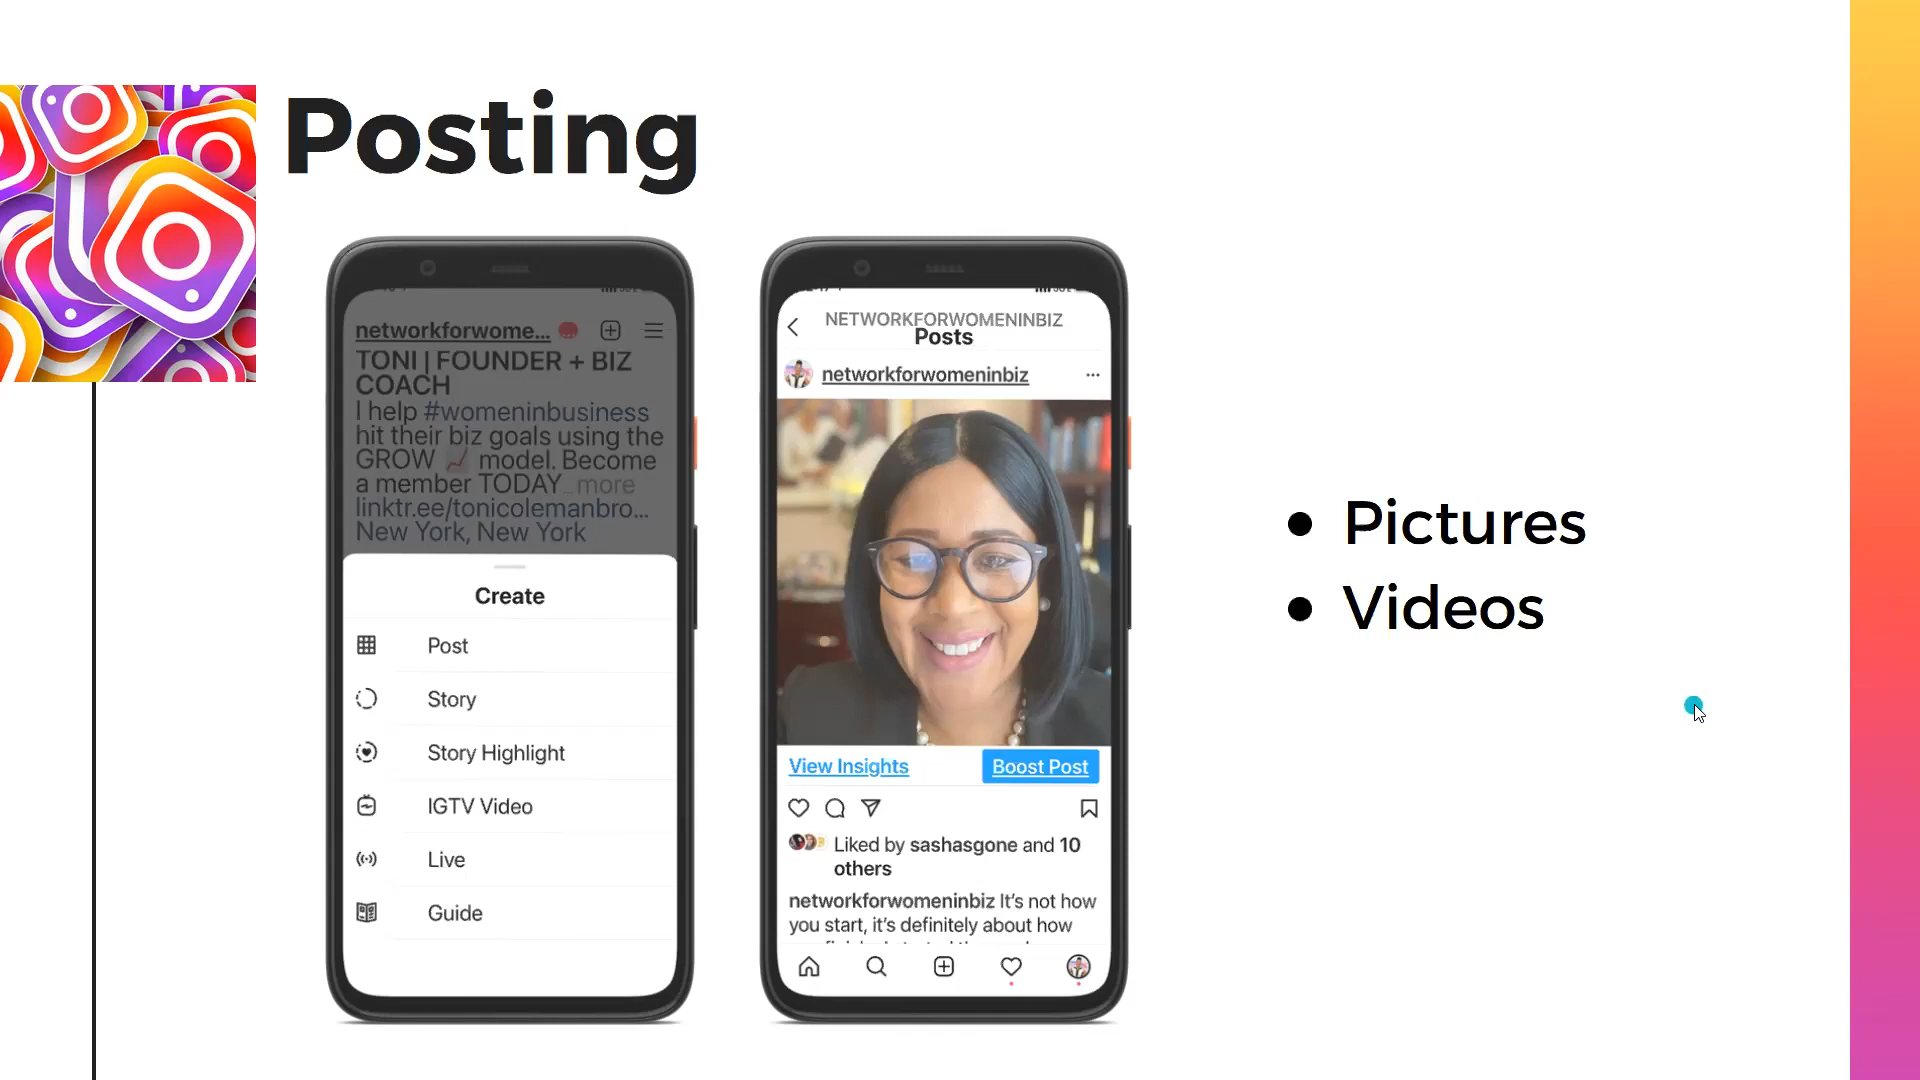 Posting
networkforwome...
TONI | FOUNDER + BIZ
COACH
I help #womeninbusiness
hit their biz goals using the
GROW 📈 model. Become
a member TODAY... more
linktr.ee/tonicolemanbro...
New York, New York
Create
Post
Story
Story Highlight
IGTV Video
Live
Guide
NETWORKFORWOMENINBIZ
Posts
networkforwomeninbiz
View Insights
Boost Post
Liked by sashasgone and 10
others
networkforwomeninbiz It's not how
you start, it's definitely about how
• Pictures
• Videos